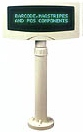 BARCODE-MAGSTRIPES
AND POS COMPONENTS